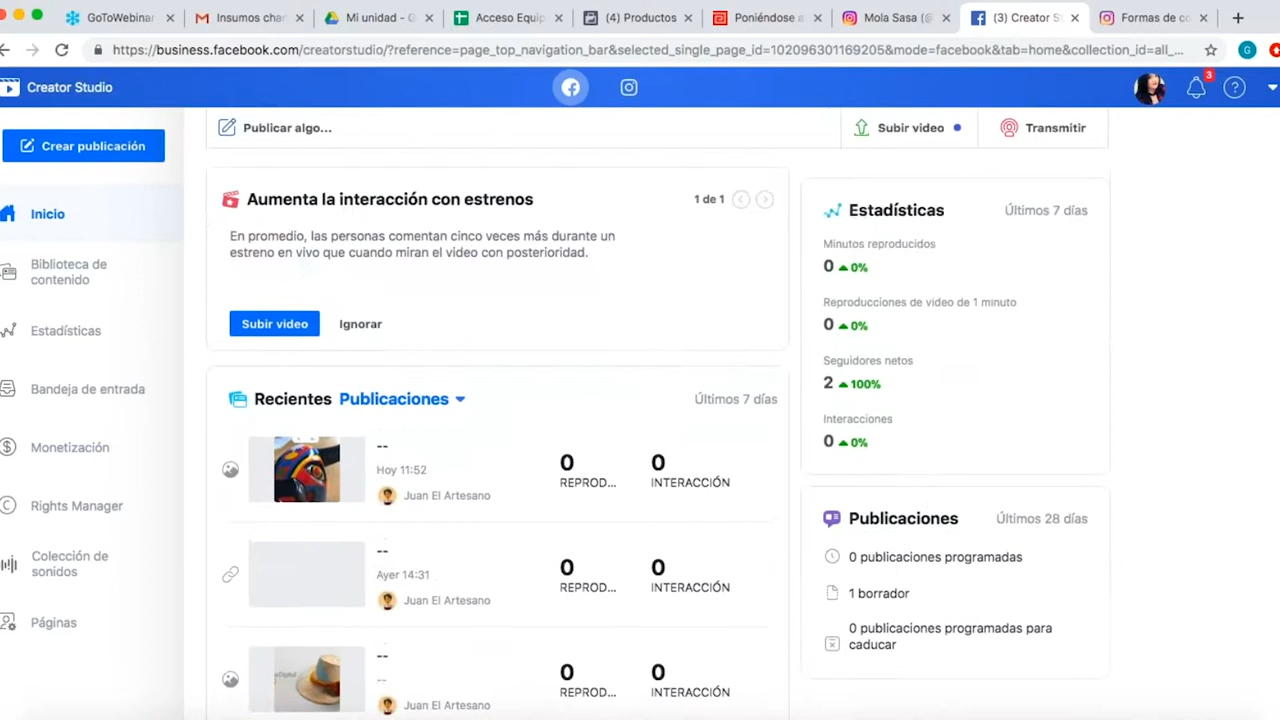 GoToWebinar
Insumos cha
Mi unidad - G
Acceso Equip
(4) Productos
Poniéndose a
Mola Sasa (@
(3) Creator S
Formas de co
https://business.facebook.com/creatorstudio/?reference=page_top_navigation_bar&selected_single_page_id=102096301169205&mode=facebook&tab=home&collection_id=all_...
G
Creator Studio
3
Crear publicación
Publicar algo...
Subir video
Transmitir
Inicio
Biblioteca de
contenido
Estadísticas
Bandeja de entrada
Monetización
Rights Manager
Colección de
sonidos
Páginas
Aumenta la interacción con estrenos
1 de 1
En promedio, las personas comentan cinco veces más durante un
estreno en vivo que cuando miran el video con posterioridad.
Subir video
Ignorar
Recientes Publicaciones
Últimos 7 días
--
Hoy 11:52
Juan El Artesano
0
REPROD...
0
INTERACCIÓN
--
Ayer 14:31
Juan El Artesano
0
REPROD...
0
INTERACCIÓN
--
--
Juan El Artesano
0
REPROD...
0
INTERACCIÓN
Estadísticas
Últimos 7 días
Minutos reproducidos
0 0%
Reproducciones de video de 1 minuto
0 0%
Seguidores netos
2 100%
Interacciones
0 0%
Publicaciones
Últimos 28 días
0 publicaciones programadas
1 borrador
0 publicaciones programadas para
caducar